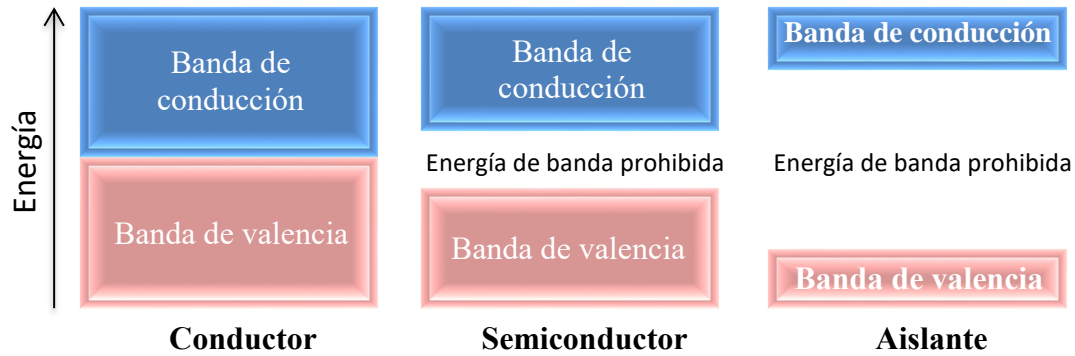 Energía
Banda de
conducción
Banda de valencia
Conductor
Banda de
conducción
Energía de banda prohibida
Banda de valencia
Semiconductor
Banda de conducción
Energía de banda prohibida
Banda de valencia
Aislante